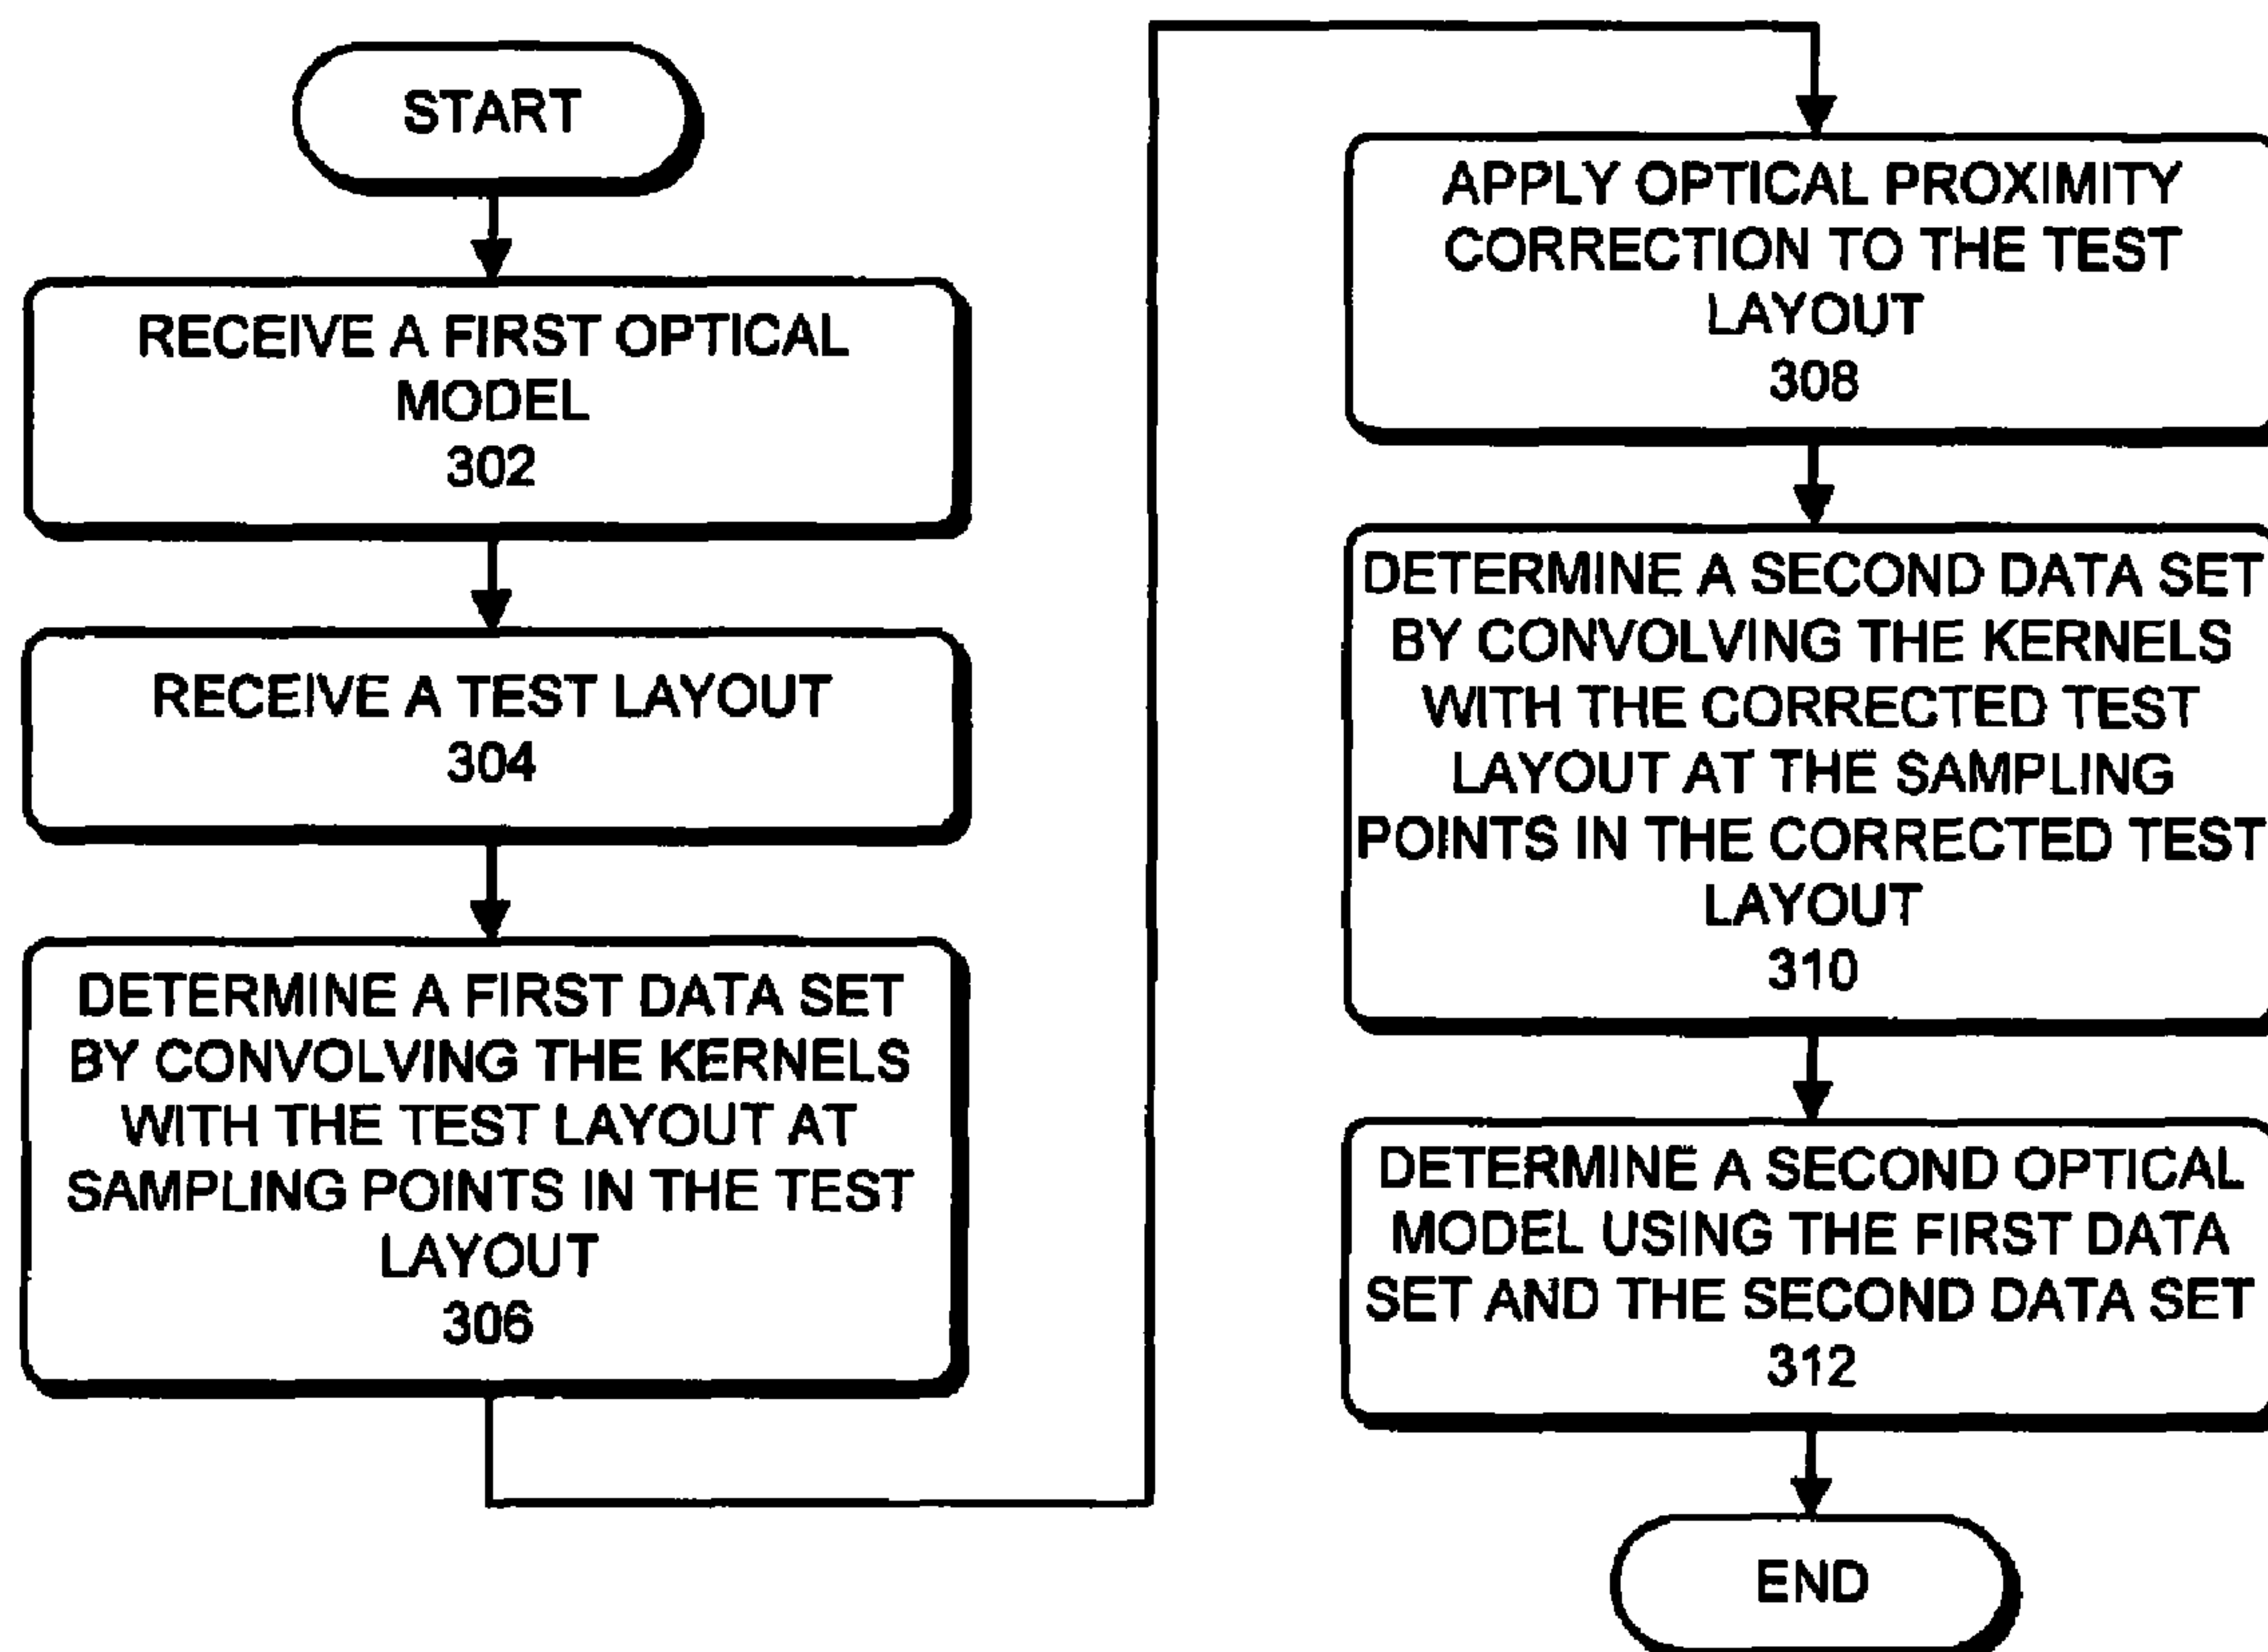 START
RECEIVE A FIRST OPTICAL
MODEL
302
RECEIVE A TEST LAYOUT
304
DETERMINE A FIRST DATA SET
BY CONVOLVING THE KERNELS
WITH THE TEST LAYOUT AT
SAMPLING POINTS IN THE TEST
LAYOUT
306
APPLY OPTICAL PROXIMITY
CORRECTION TO THE TEST
LAYOUT
308
DETERMINE A SECOND DATA SET
BY CONVOLVING THE KERNELS
WITH THE CORRECTED TEST
LAYOUT AT THE SAMPLING
POINTS IN THE CORRECTED TEST
LAYOUT
310
DETERMINE A SECOND OPTICAL
MODEL USING THE FIRST DATA
SET AND THE SECOND DATA SET
312
END